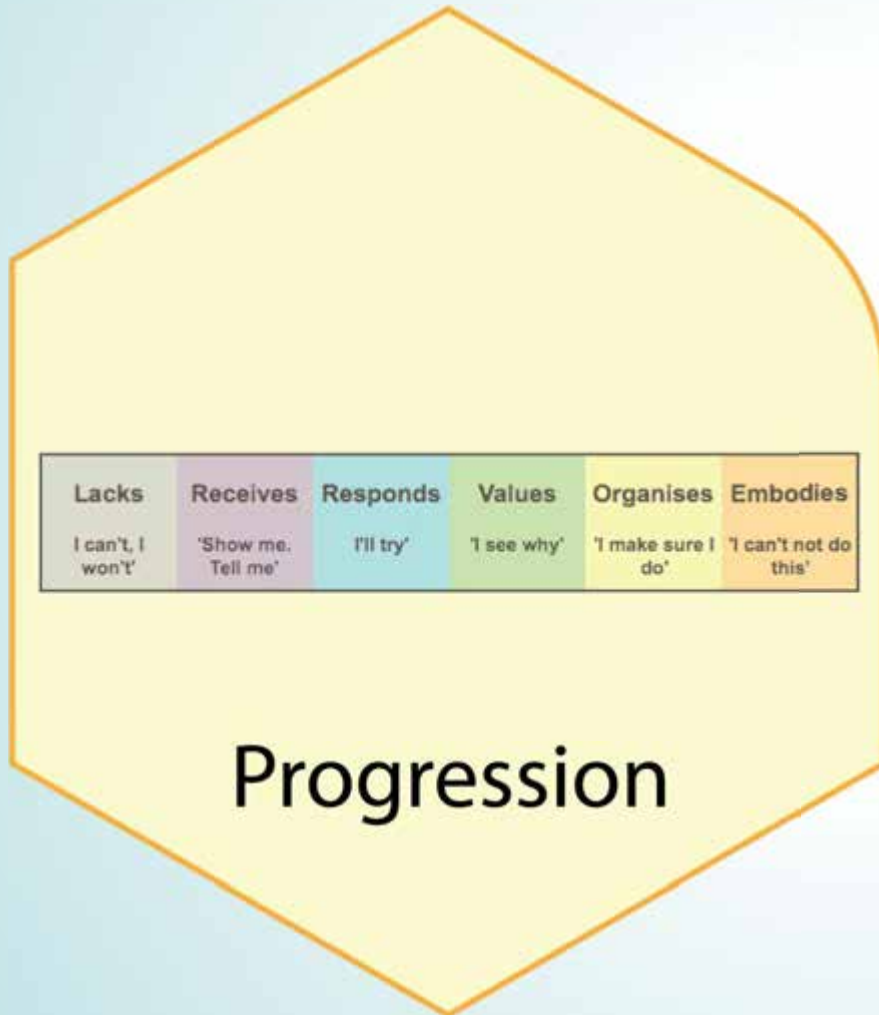 Lacks Receives Responds Values Organises Embodies
I can't, I won't'
'Show me. Tell me'
I'll try'
'I see why'
'I make sure I do'
'I can't not do this'
Progression